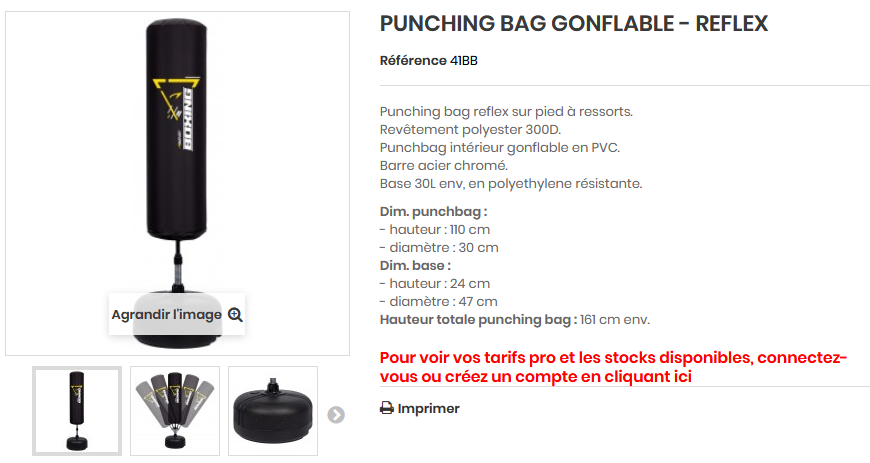 BOXING
Agrandir l'image
PUNCHING BAG GONFLABLE - REFLEX
Référence 41BB
Punching bag reflex sur pied à ressorts.
Revêtement polyester 300D.
Punchbag intérieur gonflable en PVC.
Barre acier chromé.
Base 30L env, en polyethylene résistante.
Dim. punchbag :
- hauteur : 110 cm
- diamètre : 30 cm
Dim. base :
- hauteur : 24 cm
- diamètre : 47 cm
Hauteur totale punching bag : 161 cm env.
Pour voir vos tarifs pro et les stocks disponibles, connectez-
vous ou créez un compte en cliquant ici
Imprimer